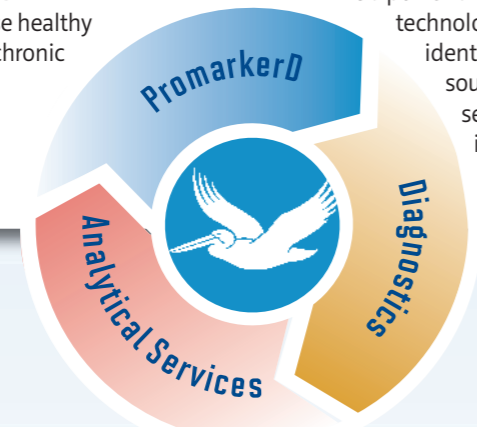 e healthy
chronic
technolo
ident
sou
se
PromarkerD
Diagnostics
Analytical Services